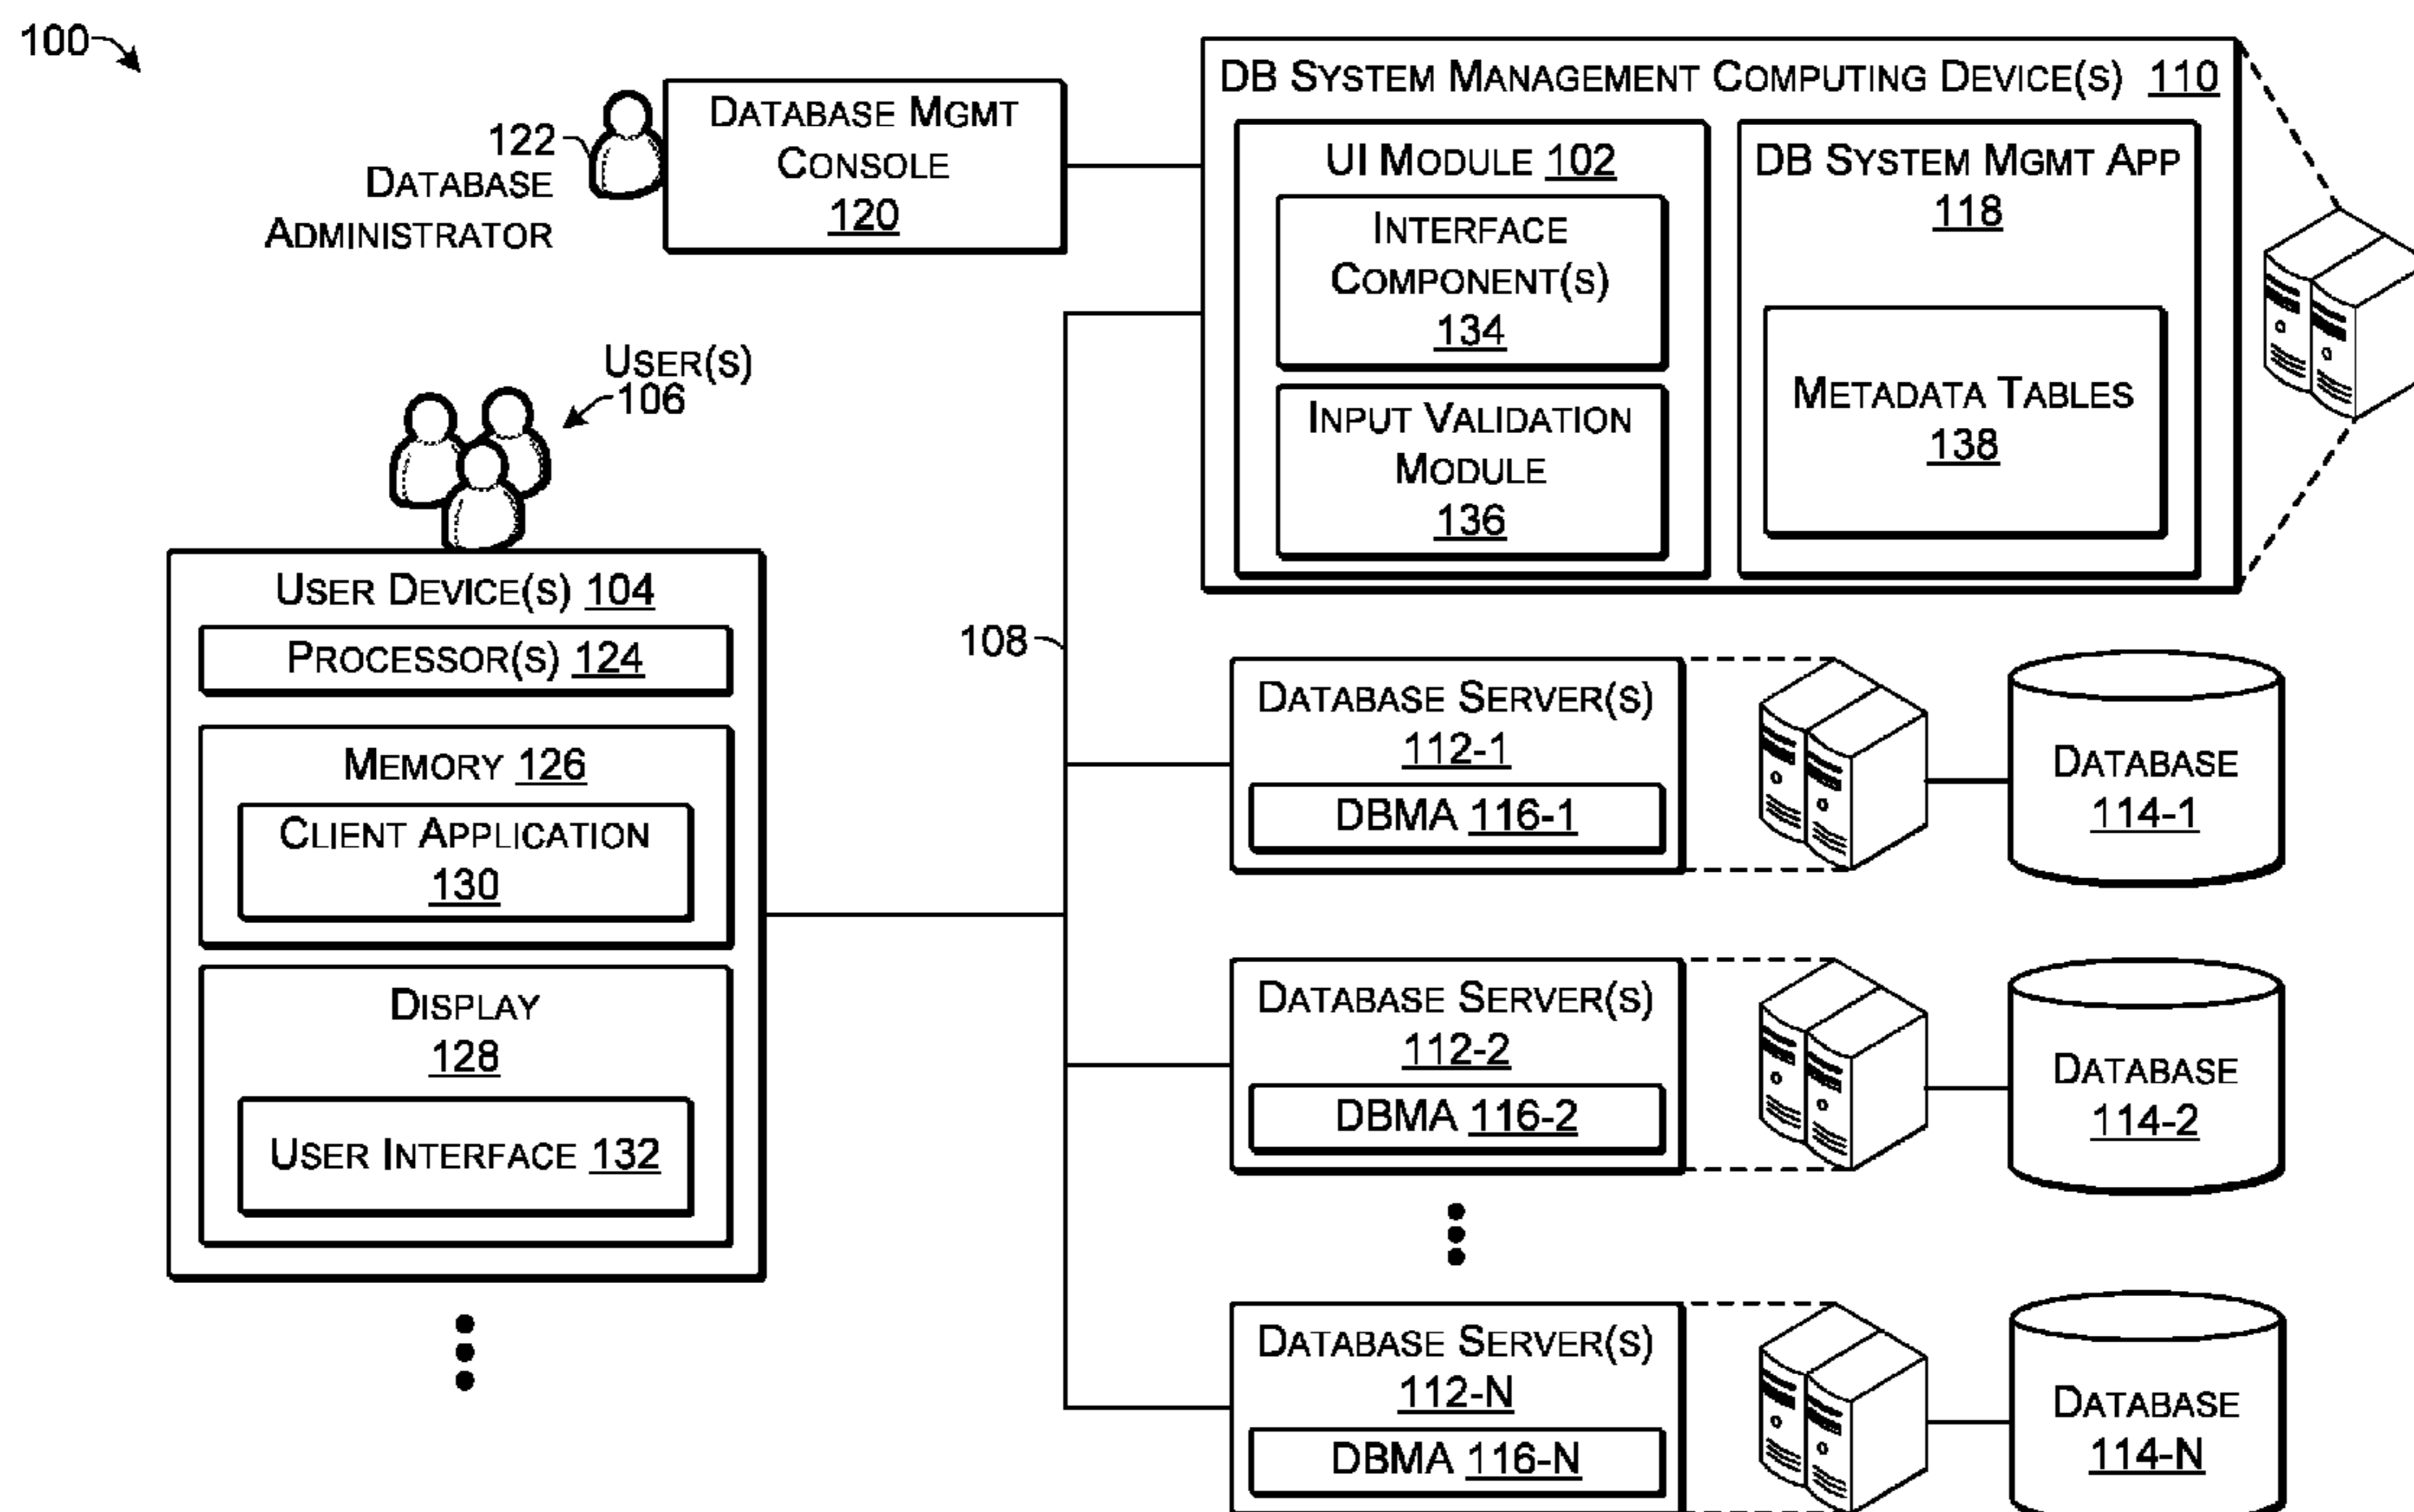 100
DB SYSTEM MANAGEMENT COMPUTING DEVICE(S) 110
DATABASE MGMT
CONSOLE
120
122
DATABASE
ADMINISTRATOR
UI MODULE 102
INTERFACE
COMPONENT(S)
134
INPUT VALIDATION
MODULE
136
DB SYSTEM MGMT APP
118
METADATA TABLES
138
USER(S)
106
USER DEVICE(S) 104
PROCESSOR(S) 124
MEMORY 126
CLIENT APPLICATION
130
DISPLAY
128
USER INTERFACE 132
108
DATABASE SERVER(S)
112-1
DBMA 116-1
DATABASE
114-1
DATABASE SERVER(S)
112-2
DBMA 116-2
DATABASE
114-2
DATABASE SERVER(S)
112-N
DBMA 116-N
DATABASE
114-N